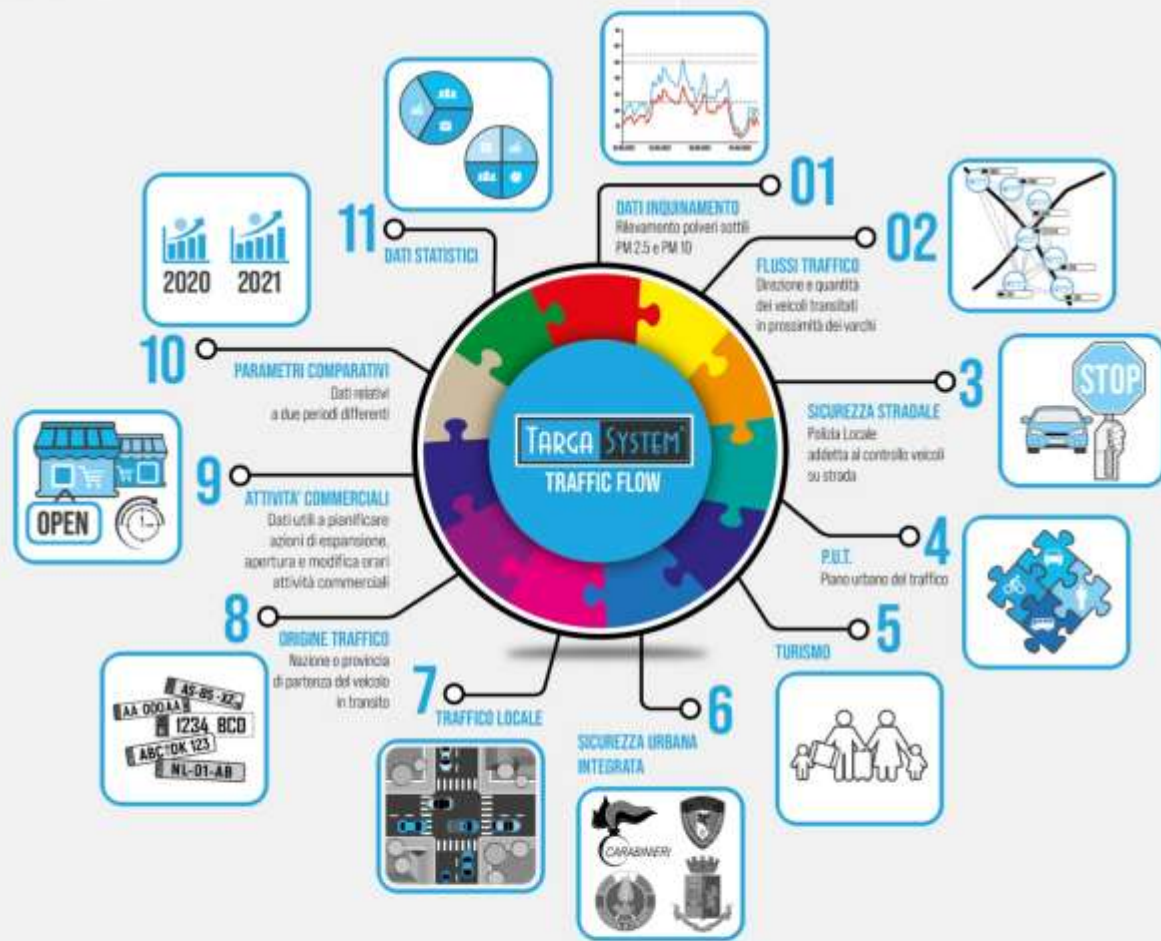 01
DATI INQUINAMENTO
Rilevamento polveri sottili
PM 2.5 e PM 10
02
FLUSSI TRAFFICO
Direzione e quantità
dei veicoli transitati
in prossimità dei varchi
3
SICUREZZA STRADALE
Polizia Locale
addetta al controllo veicoli
su strada
STOP
4
P.U.T.
Piano urbano del traffico
5
TURISMO
6
SICUREZZA URBANA
INTEGRATA
CARABINIERI
7
TRAFFICO LOCALE
8
ORIGINE TRAFFICO
Nazione o provincia
di partenza del veicolo
in transito
AS-85-XZ
AA 000AA
1234 BCD
ABC DK 123
NL-01-AB
9
ATTIVITA' COMMERCIALI
Dati utili a pianificare
azioni di espansione,
apertura e modifica orari
attività commerciali
OPEN
10
PARAMETRI COMPARATIVI
Dati relativi
a due periodi differenti
2020 2021
11
DATI STATISTICI
TARGA SYSTEM
TRAFFIC FLOW